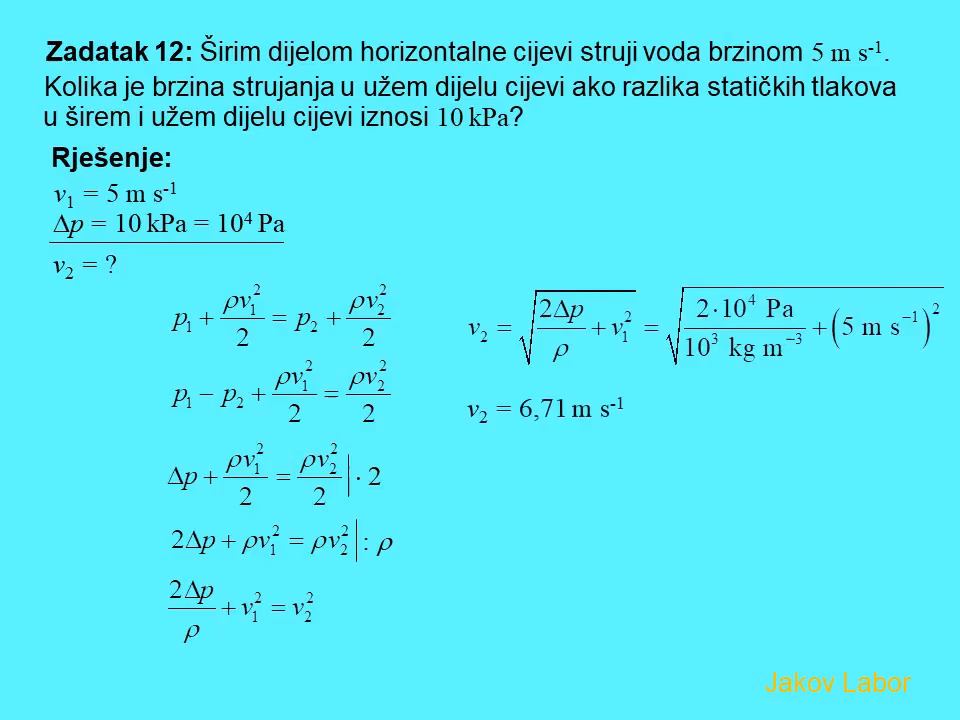 Zadatak 12: Širim dijelom horizontalne cijevi struji voda brzinom 5 m s⁻¹.
Kolika je brzina strujanja u užem dijelu cijevi ako razlika statičkih tlakova
u širem i užem dijelu cijevi iznosi 10 kPa?
Rješenje:
v₁ = 5 m s⁻¹
Δp = 10 kPa = 10⁴ Pa
v₂ = ?
p₁ + ρv₁²/2 = p₂ + ρv₂²/2
p₁ − p₂ + ρv₁²/2 = ρv₂²/2
Δp + ρv₁²/2 = ρv₂²/2 | · 2
2Δp + ρv₁² = ρv₂² | : ρ
2Δp/ρ + v₁² = v₂²
v₂ = √(2Δp/ρ + v₁²) = √(2·10⁴ Pa/10³ kg m⁻³ + (5 m s⁻¹)²)
v₂ = 6,71 m s⁻¹
Jakov Labor